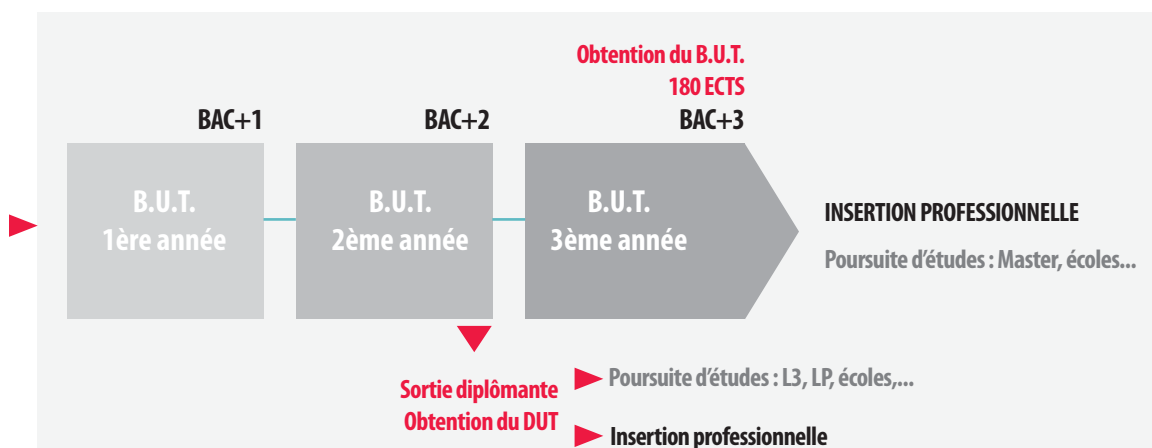 Obtention du B.U.T.
180 ECTS
BAC+1
BAC+2
BAC+3
B.U.T.
1ère année
B.U.T.
2ème année
B.U.T.
3ème année
INSERTION PROFESSIONNELLE
Poursuite d'études : Master, écoles...
Sortie diplômante
Obtention du DUT
Poursuite d'études : L3, LP, écoles,...
Insertion professionnelle